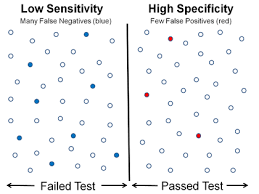 Low Sensitivity
Many False Negatives (blue)
High Specificity
Few False Positives (red)
Failed Test
Passed Test